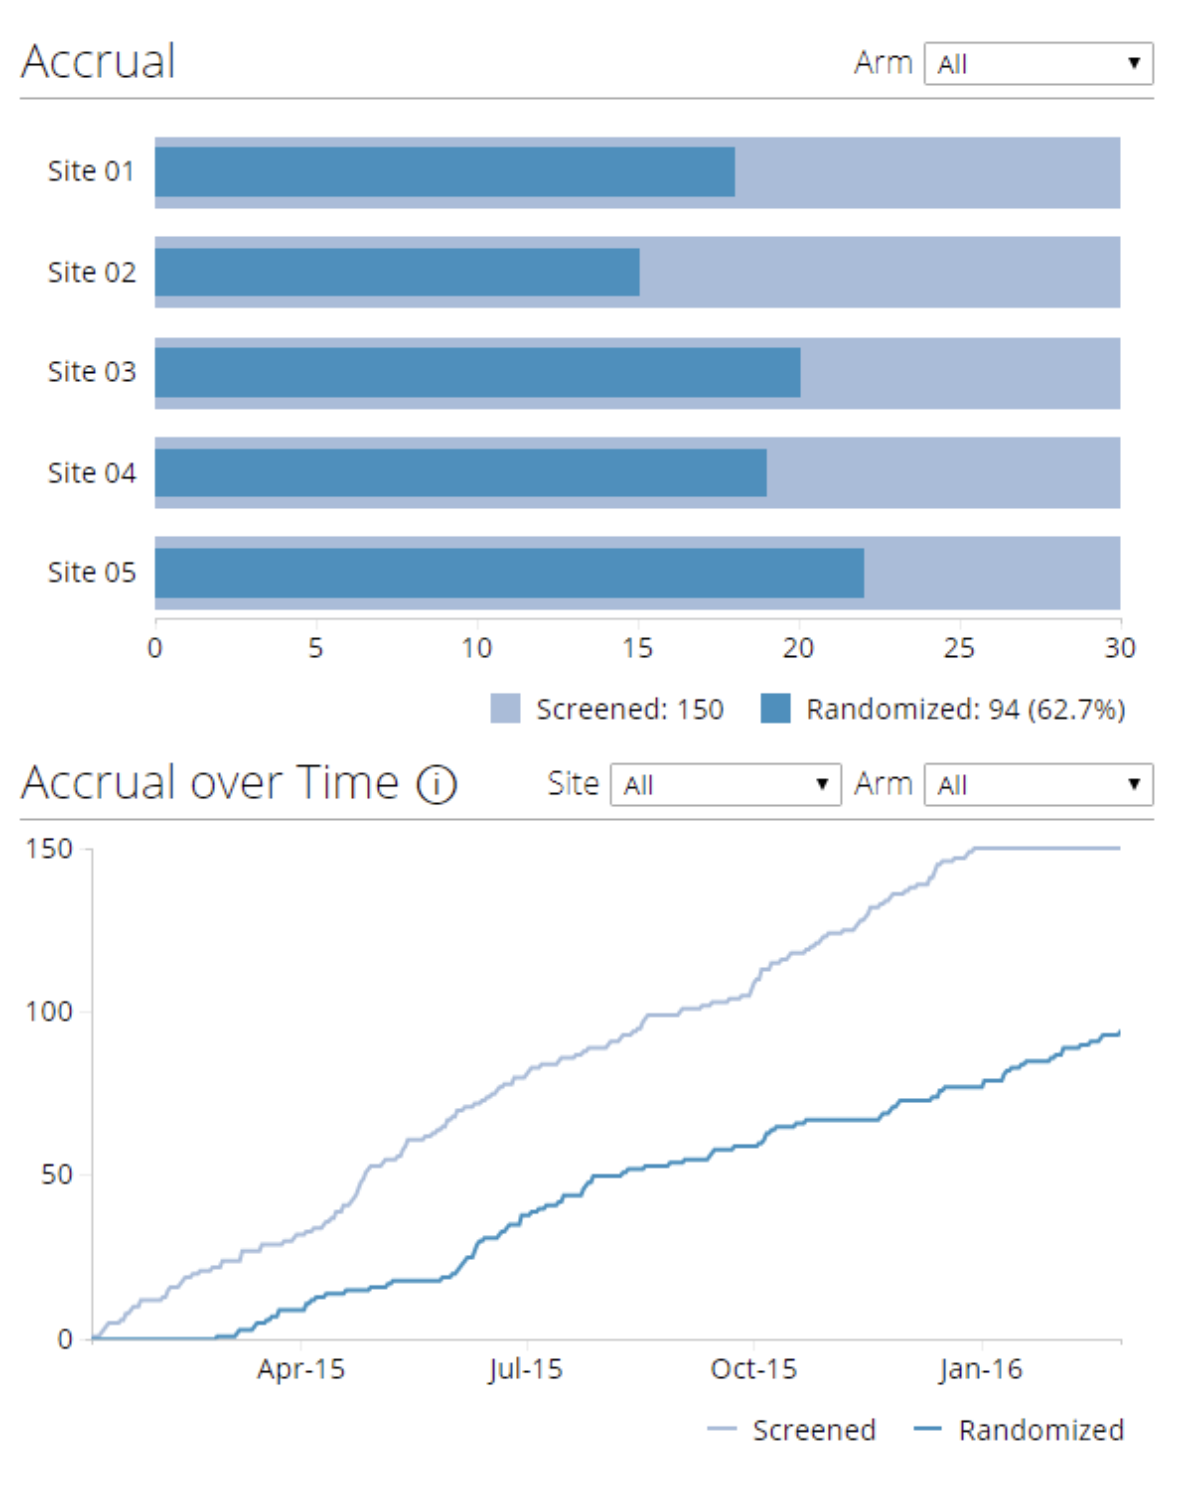 Accrual Arm All
Site 01
Site 02
Site 03
Site 04
Site 05
0 5 10 15 20 25 30
Screened: 150 Randomized: 94 (62.7%)
Accrual over Time i Site All Arm All
150
100
50
0
Apr-15 Jul-15 Oct-15 Jan-16
Screened Randomized